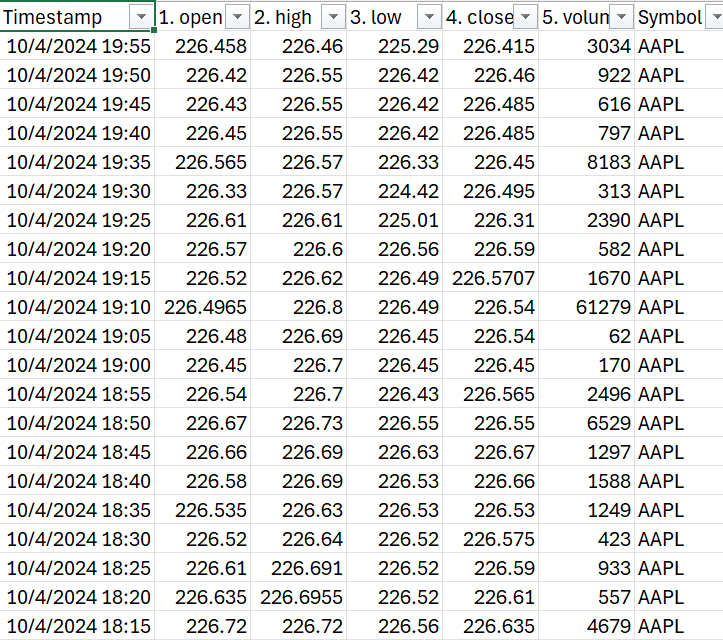 Timestamp 1. open 2. high 3. low 4. close 5. volum Symbol
10/4/2024 19:55 226.458 226.46 225.29 226.415 3034 AAPL
10/4/2024 19:50 226.42 226.55 226.42 226.46 922 AAPL
10/4/2024 19:45 226.43 226.55 226.42 226.485 616 AAPL
10/4/2024 19:40 226.45 226.55 226.42 226.485 797 AAPL
10/4/2024 19:35 226.565 226.57 226.33 226.45 8183 AAPL
10/4/2024 19:30 226.33 226.57 224.42 226.495 313 AAPL
10/4/2024 19:25 226.61 226.61 225.01 226.31 2390 AAPL
10/4/2024 19:20 226.57 226.6 226.56 226.59 582 AAPL
10/4/2024 19:15 226.52 226.62 226.49 226.5707 1670 AAPL
10/4/2024 19:10 226.4965 226.8 226.49 226.54 61279 AAPL
10/4/2024 19:05 226.48 226.69 226.45 226.54 62 AAPL
10/4/2024 19:00 226.45 226.7 226.45 226.45 170 AAPL
10/4/2024 18:55 226.54 226.7 226.43 226.565 2496 AAPL
10/4/2024 18:50 226.67 226.73 226.55 226.55 6529 AAPL
10/4/2024 18:45 226.66 226.69 226.63 226.67 1297 AAPL
10/4/2024 18:40 226.58 226.69 226.53 226.66 1588 AAPL
10/4/2024 18:35 226.535 226.63 226.53 226.53 1249 AAPL
10/4/2024 18:30 226.52 226.64 226.52 226.575 423 AAPL
10/4/2024 18:25 226.61 226.691 226.52 226.59 933 AAPL
10/4/2024 18:20 226.635 226.6955 226.52 226.61 557 AAPL
10/4/2024 18:15 226.72 226.72 226.56 226.635 4679 AAPL